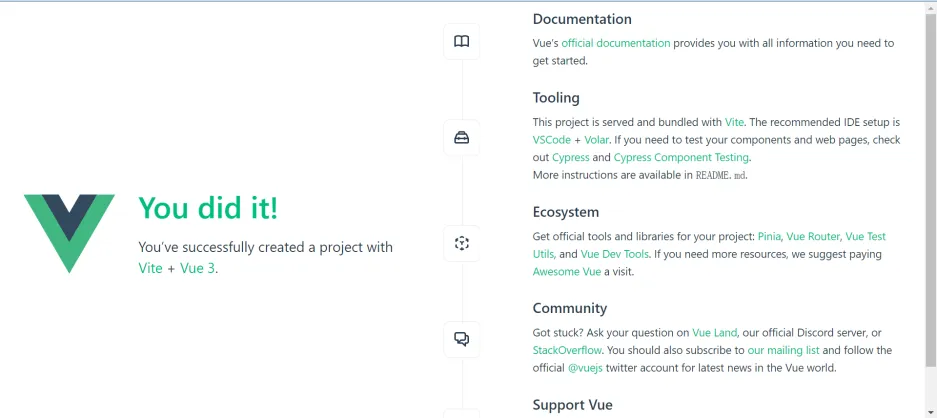 You did it!
You've successfully created a project with
Vite + Vue 3.
Documentation
Vue's official documentation provides you with all information you need to
get started.
Tooling
This project is served and bundled with Vite. The recommended IDE setup is
VSCode + Volar. If you need to test your components and web pages, check
out Cypress and Cypress Component Testing.
More instructions are available in README.md.
Ecosystem
Get official tools and libraries for your project: Pinia, Vue Router, Vue Test
Utils, and Vue Dev Tools. If you need more resources, we suggest paying
Awesome Vue a visit.
Community
Got stuck? Ask your question on Vue Land, our official Discord server, or
StackOverflow. You should also subscribe to our mailing list and follow the
official @vuejs twitter account for latest news in the Vue world.
Support Vue